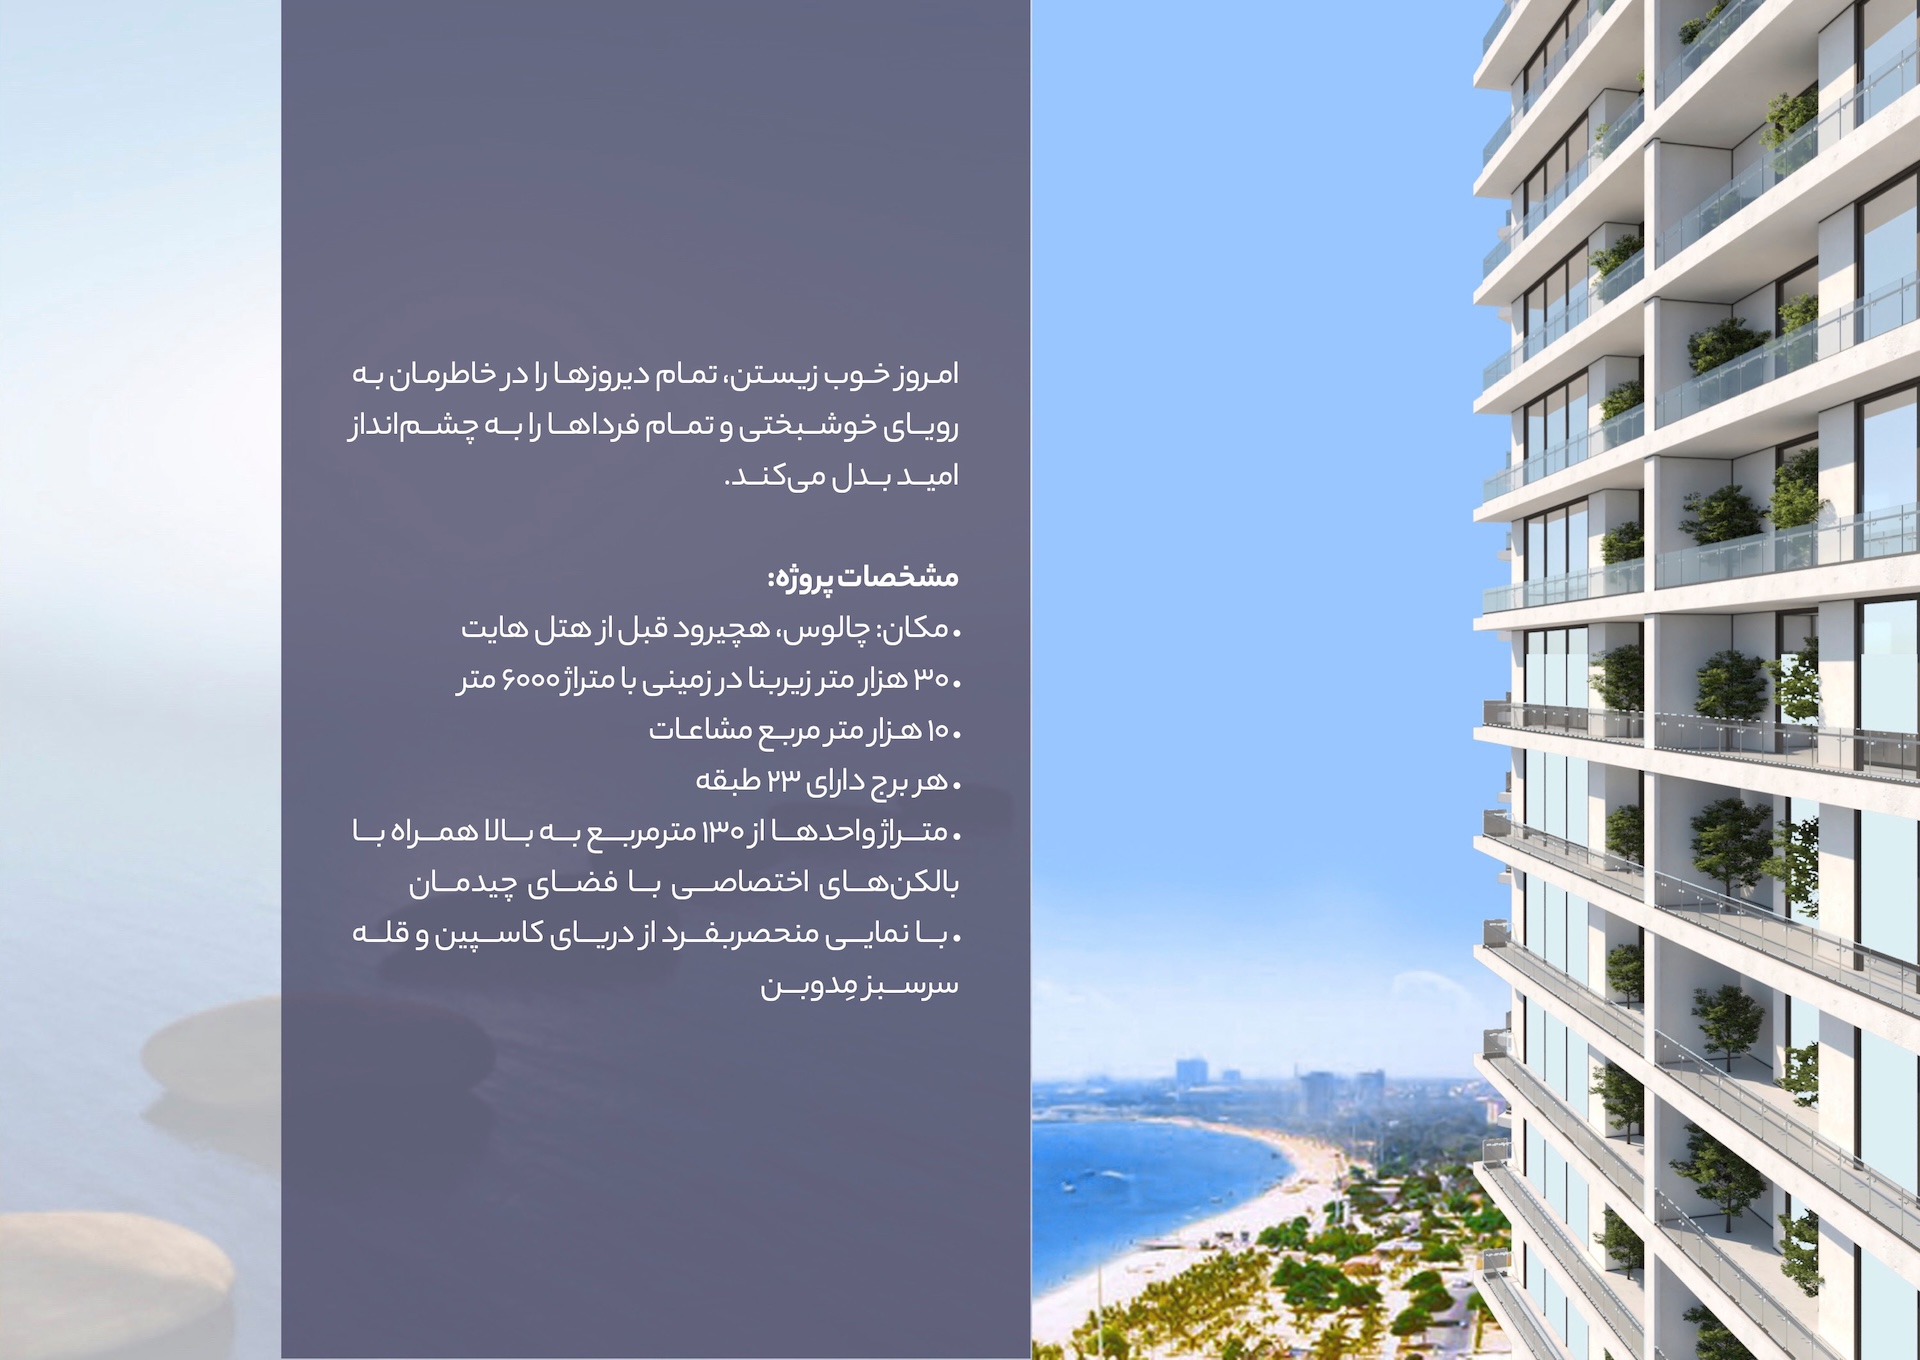 امروز خوب زیستن، تمام دیروزها را در خاطرمان به
رویای خوشبختی و تمام فرداها را به چشم‌انداز
امید بدل می‌کند.
مشخصات پروژه:
• مکان: چالوس، هچیرود قبل از هتل هایت
• ۳۰ هزار متر زیربنا در زمینی با متراژ ۶۰۰۰ متر
• ۱۰ هزار متر مربع مشاعات
• هر برج دارای ۲۳ طبقه
• متراژ واحدها از ۱۳۰ مترمربع به بالا همراه با
بالکن‌های اختصاصی با فضای چیدمان
• با نمایی منحصربفرد از دریای کاسپین و قله
سرسبز مِدوبن